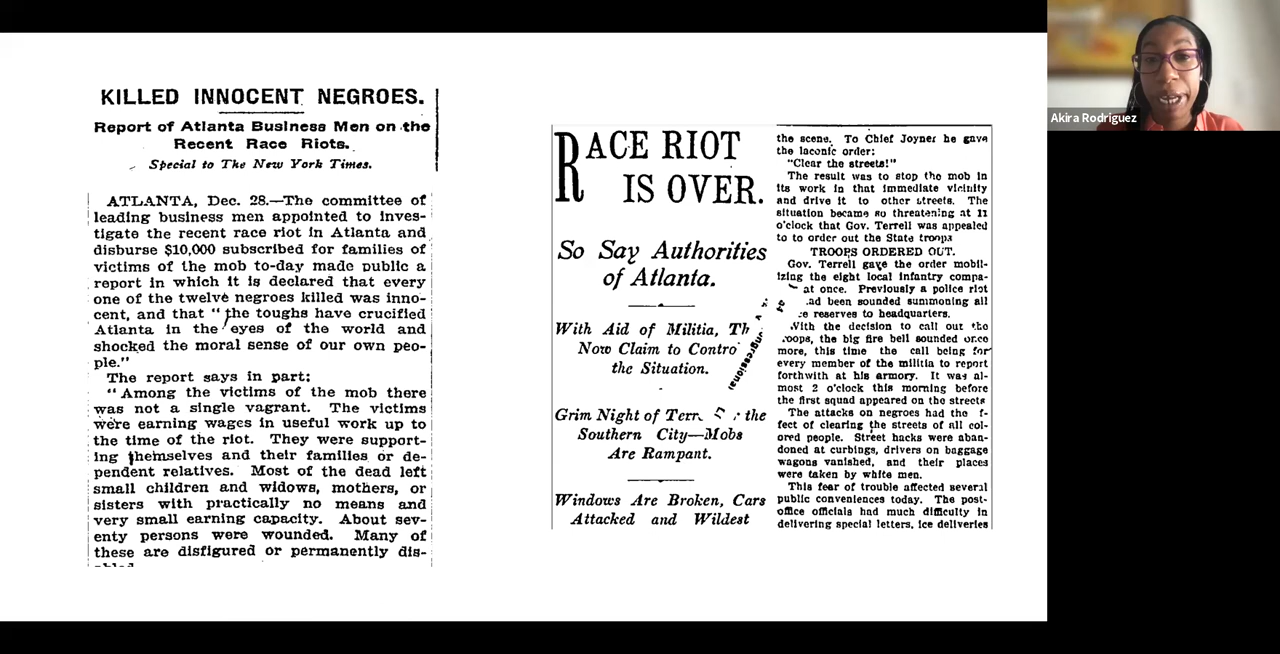 KILLED INNOCENT NEGROES.
Report of Atlanta Business Men on the
Recent Race Riots.
Special to The New York Times.
ATLANTA, Dec. 28.—The committee of
leading business men appointed to inves-
tigate the recent race riot in Atlanta and
disburse $10,000 subscribed for families of
victims of the mob to-day made public a
report in which it is declared that every
one of the twelve negroes killed was inno-
cent, and that "the toughs have crucified
Atlanta in the eyes of the world and
shocked the moral sense of our own peo-
ple."
The report says in part:
"Among the victims of the mob there
was not a single vagrant. The victims
were earning wages in useful work up to
the time of the riot. They were support-
ing themselves and their families or de-
pendent relatives. Most of the dead left
small children and widows, mothers, or
sisters with practically no means and
very small earning capacity. About sev-
enty persons were wounded. Many of
these are disfigured or permanently dis-
RACE RIOT
IS OVER.
So Say Authorities
of Atlanta.
With Aid of Militia,
Now Claim to
the Situation.
Grim Night of the
Southern City—Mobs
Are Rampant.
Windows Are Broken, Cars
Attacked and Wildest
the scene. To Chief Joyner he gave
the laconic order:
"Clear the streets!"
The result was to stop the mob in
its work in that immediate vicinity
and drive it to other streets. The
situation became so threatening at 11
o'clock that Gov. Terrell was appealed
to to order out the State troops
TROOPS ORDERED OUT.
Gov. Terrell gave the order mobil-
izing the eight local infantry compa-
at once. Previously a police riot
been sounded summoning all
reserves to headquarters.
With the decision to call out the
the big fire bell sounded once
more, this time the call being for
every member of the militia to report
forthwith at his armory. It was al-
most 2 o'clock this morning before
the first squad appeared on the streets
The attacks on negroes had the
fect of clearing the streets of all col-
ored people. Street hacks were aban-
doned at curbings, drivers on baggage
wagons vanished, and their places
were taken by white men.
This fear of trouble affected several
public conveniences today. The post-
office officials had much difficulty in
delivering special letters, ice deliveries
Akira Rodriguez